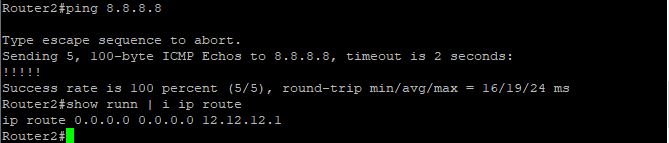 Router2#ping 8.8.8.8
Type escape sequence to abort.
Sending 5, 100-byte ICMP Echos to 8.8.8.8, timeout is 2 seconds:
!!!!!
Success rate is 100 percent (5/5), round-trip min/avg/max = 16/19/24 ms
Router2#show runn | i ip route
ip route 0.0.0.0 0.0.0.0 12.12.12.1
Router2#